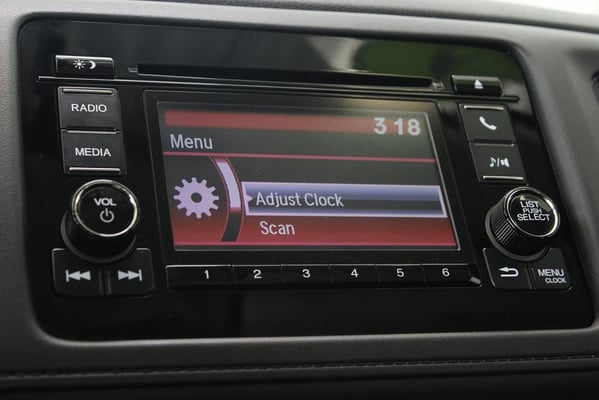 RADIO
MEDIA
VOL
3 18
Menu
Adjust Clock
Scan
1 2 3 4 5 6
LIST
PUSH
SELECT
MENU
CLOCK